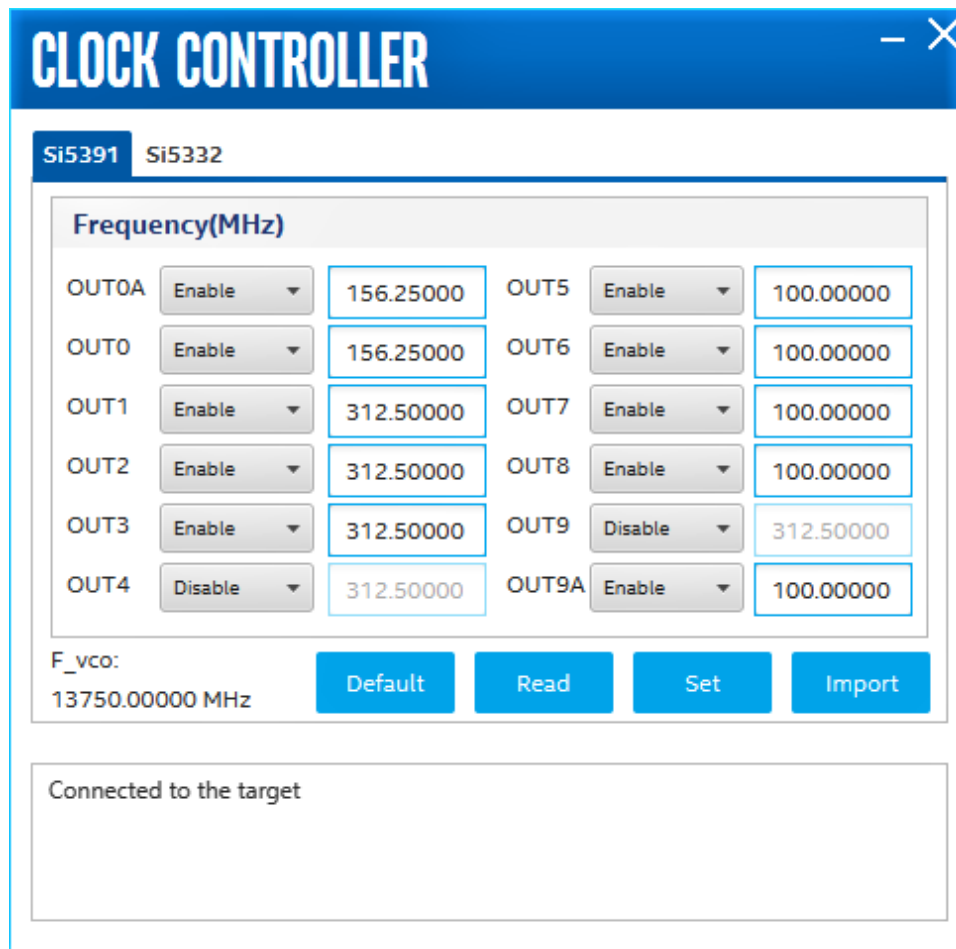 CLOCK CONTROLLER
Si5391 Si5332
Frequency(MHz)
OUT0A Enable 156.25000 OUT5 Enable 100.00000
OUT0 Enable 156.25000 OUT6 Enable 100.00000
OUT1 Enable 312.50000 OUT7 Enable 100.00000
OUT2 Enable 312.50000 OUT8 Enable 100.00000
OUT3 Enable 312.50000 OUT9 Disable 312.50000
OUT4 Disable 312.50000 OUT9A Enable 100.00000
F_vco:
13750.00000 MHz
Default Read Set Import
Connected to the target